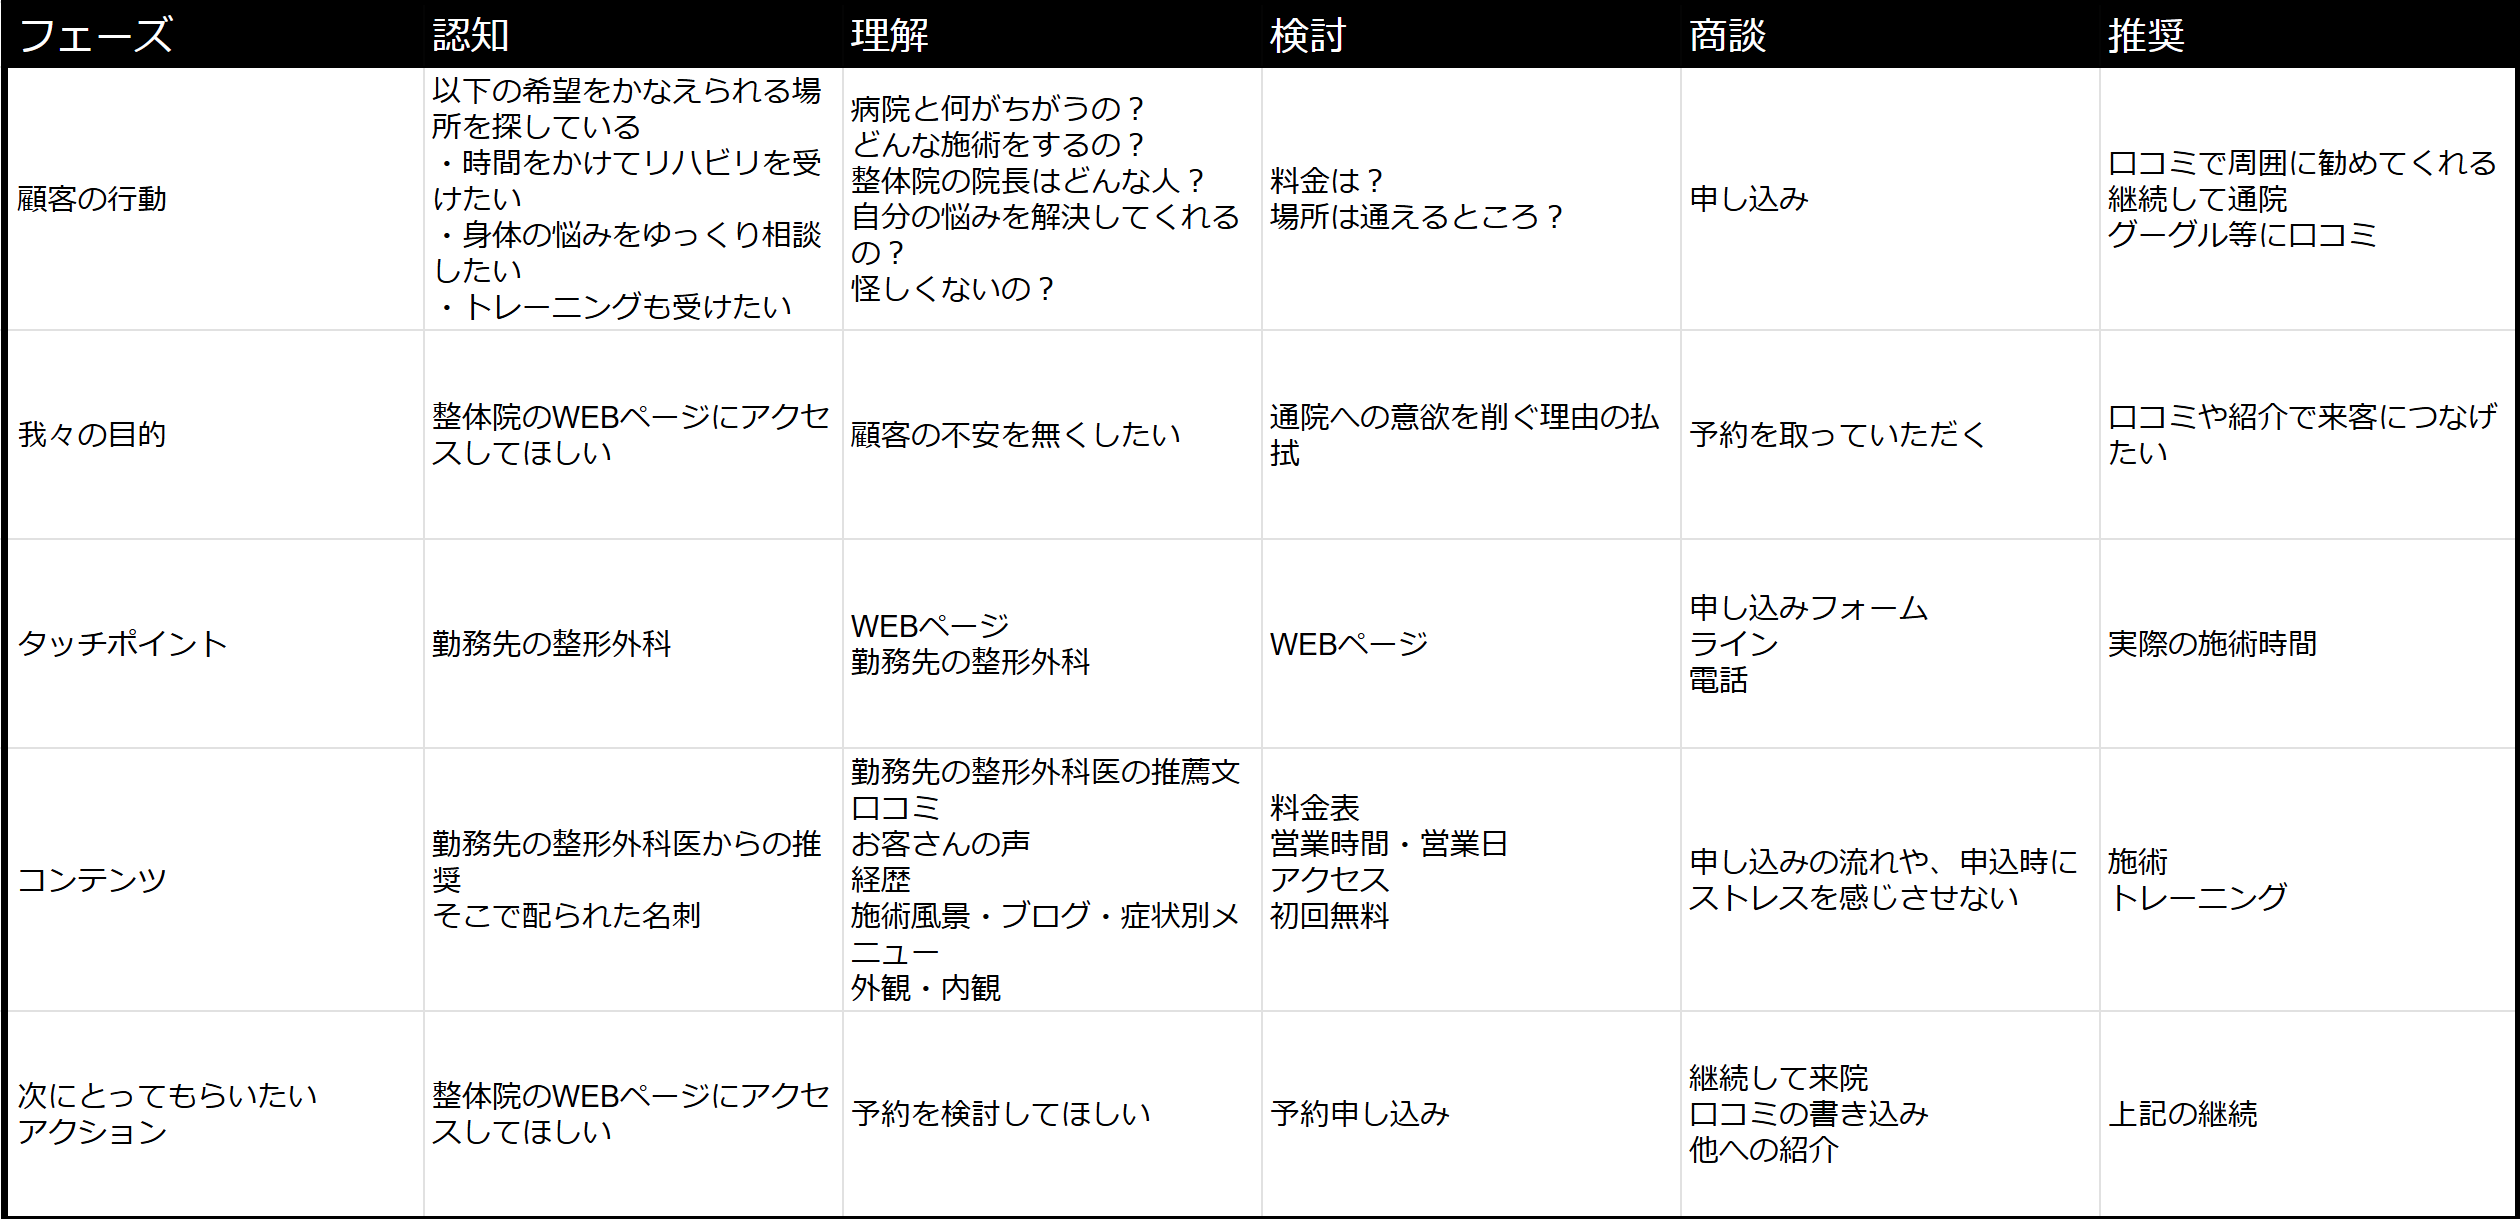 フェーズ
認知
理解
検討
商談
推奨
顧客の行動
以下の希望をかなえられる場
所を探している
・時間をかけてリハビリを受
けたい
・身体の悩みをゆっくり相談
したい
・トレーニングも受けたい
病院と何がちがうの？
どんな施術をするの？
整体院の院長はどんな人？
自分の悩みを解決してくれる
の？
怪しくないの？
料金は？
場所は通えるところ？
申し込み
口コミで周囲に勧めてくれる
継続して通院
グーグル等に口コミ
我々の目的
整体院のWEBページにアクセ
スしてほしい
顧客の不安を無くしたい
通院への意欲を削ぐ理由の払
拭
予約を取っていただく
口コミや紹介で来客につなげ
たい
タッチポイント
勤務先の整形外科
WEBページ
勤務先の整形外科
WEBページ
申し込みフォーム
ライン
電話
実際の施術時間
コンテンツ
勤務先の整形外科医からの推
奨
そこで配られた名刺
勤務先の整形外科医の推薦文
口コミ
お客さんの声
経歴
施術風景・ブログ・症状別メ
ニュー
外観・内観
料金表
営業時間・営業日
アクセス
初回無料
申し込みの流れや、申込時に
ストレスを感じさせない
施術
トレーニング
次にとってもらいたい
アクション
整体院のWEBページにアクセ
スしてほしい
予約を検討してほしい
予約申し込み
継続して来院
口コミの書き込み
他への紹介
上記の継続